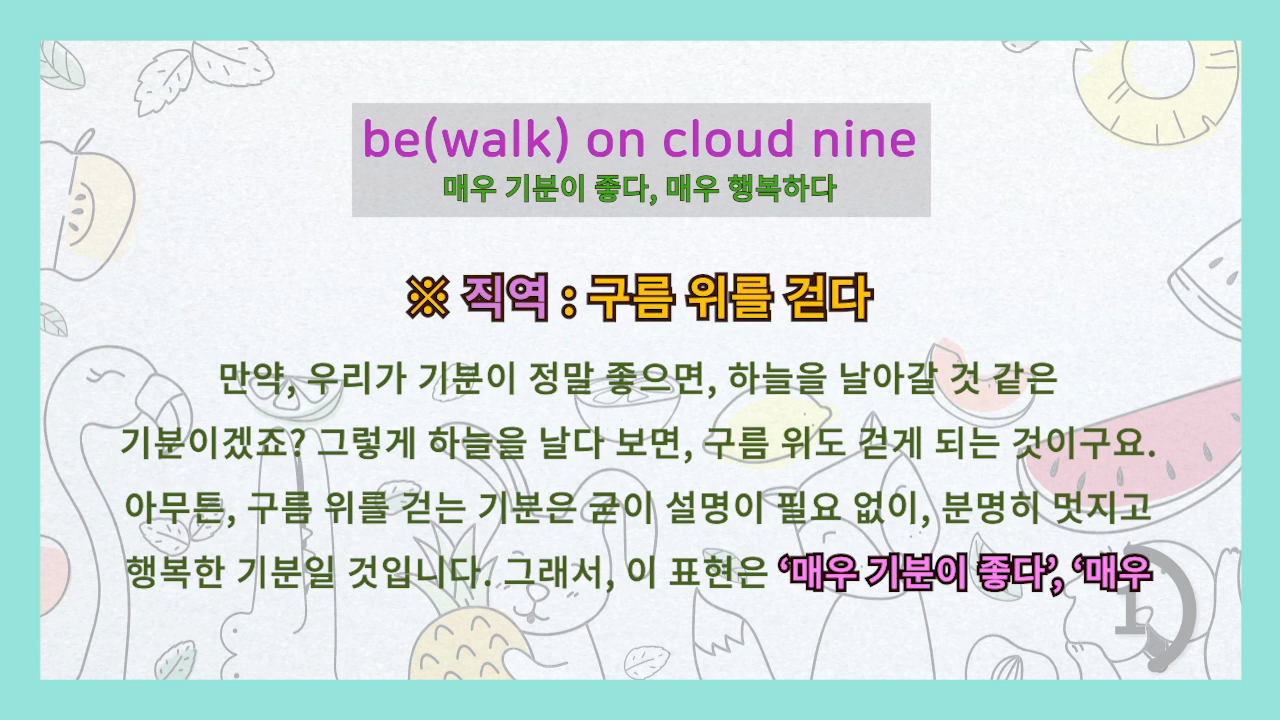 be(walk) on cloud nine
매우 기분이 좋다, 매우 행복하다
※ 직역 : 구름 위를 걷다
만약, 우리가 기분이 정말 좋으면, 하늘을 날아갈 것 같은
기분이겠죠? 그렇게 하늘을 날다 보면, 구름 위도 걷게 되는 것이구요.
아무튼, 구름 위를 걷는 기분은 굳이 설명이 필요 없이, 분명히 멋지고
행복한 기분일 것입니다. 그래서, 이 표현은 ‘매우 기분이 좋다’, ‘매우
1